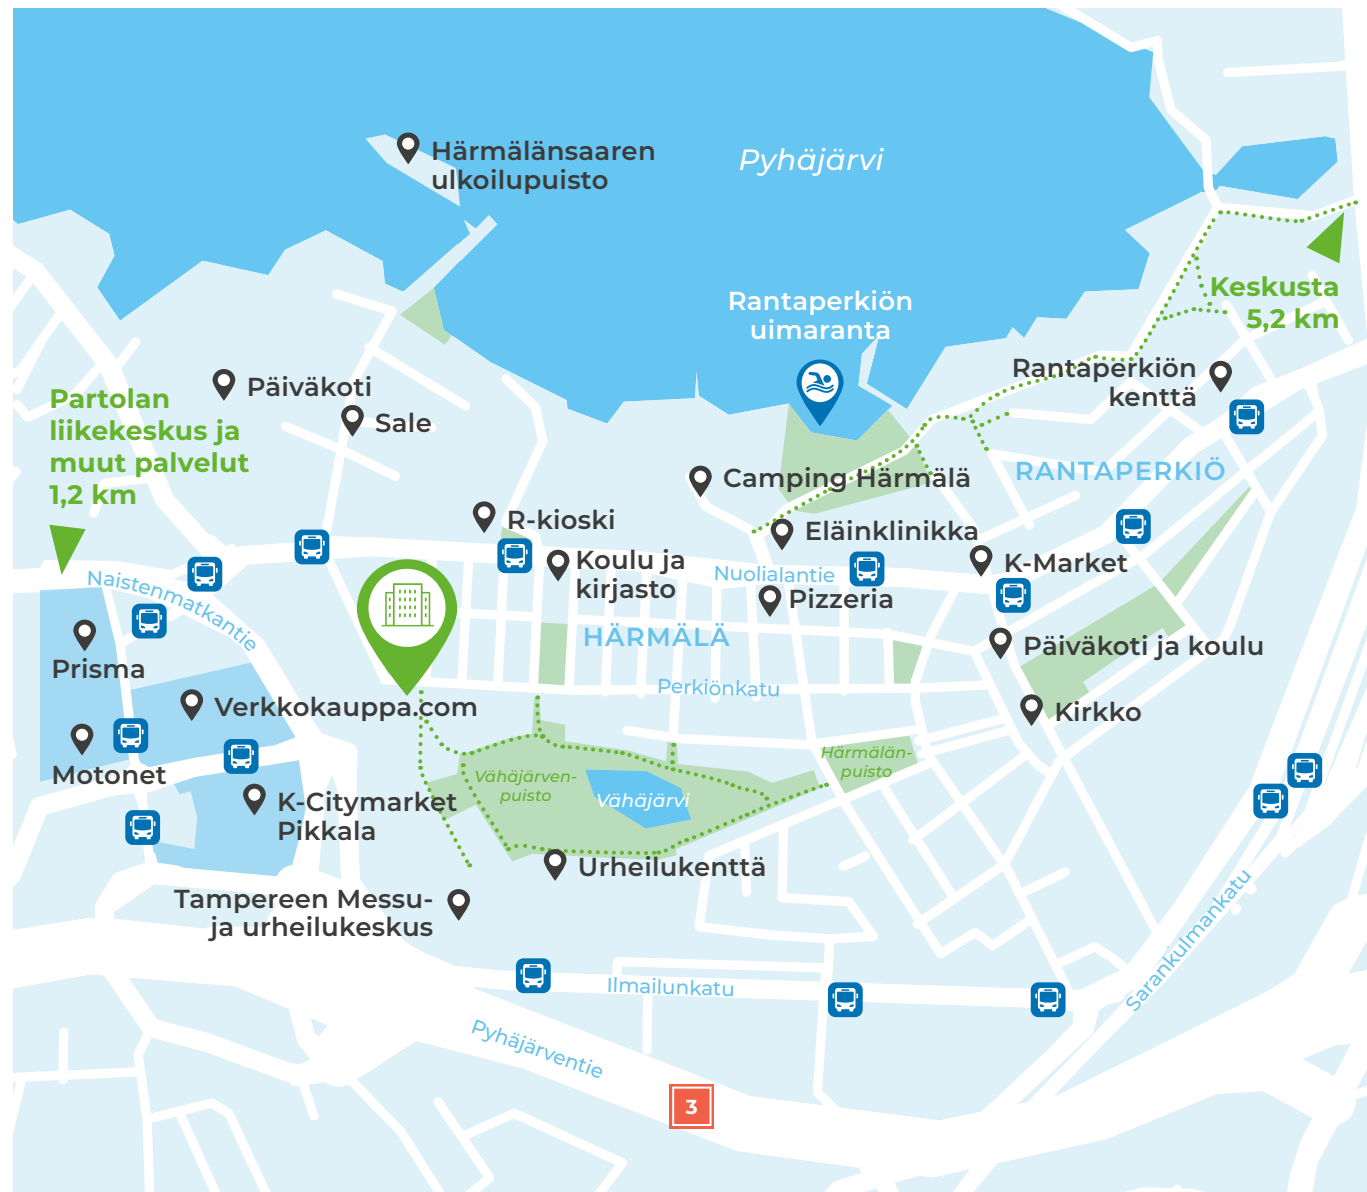 Härmälänsaaren
ulkoilupuisto
Pyhäjärvi
Rantaperkiön
uimaranta
Keskusta
5,2 km
Rantaperkiön
kenttä
Päiväkoti
Sale
Partolan
liikekeskus ja
muut palvelut
1,2 km
RANTAPERKIÖ
Camping Härmälä
R-kioski
Eläinklinikka
Koulu ja
kirjasto
K-Market
Nuolialantie
Naistenmatkantie
Pizzeria
HÄRMÄLÄ
Päiväkoti ja koulu
Prisma
Perkiönkatu
Verkkokauppa.com
Kirkko
Motonet
Härmälän-
puisto
Vähäjärven-
puisto
Vähäjärvi
K-Citymarket
Pikkala
Urheilukenttä
Tampereen Messu-
ja urheilukeskus
Sarankulmankatu
Ilmailunkatu
Pyhäjärventie
3